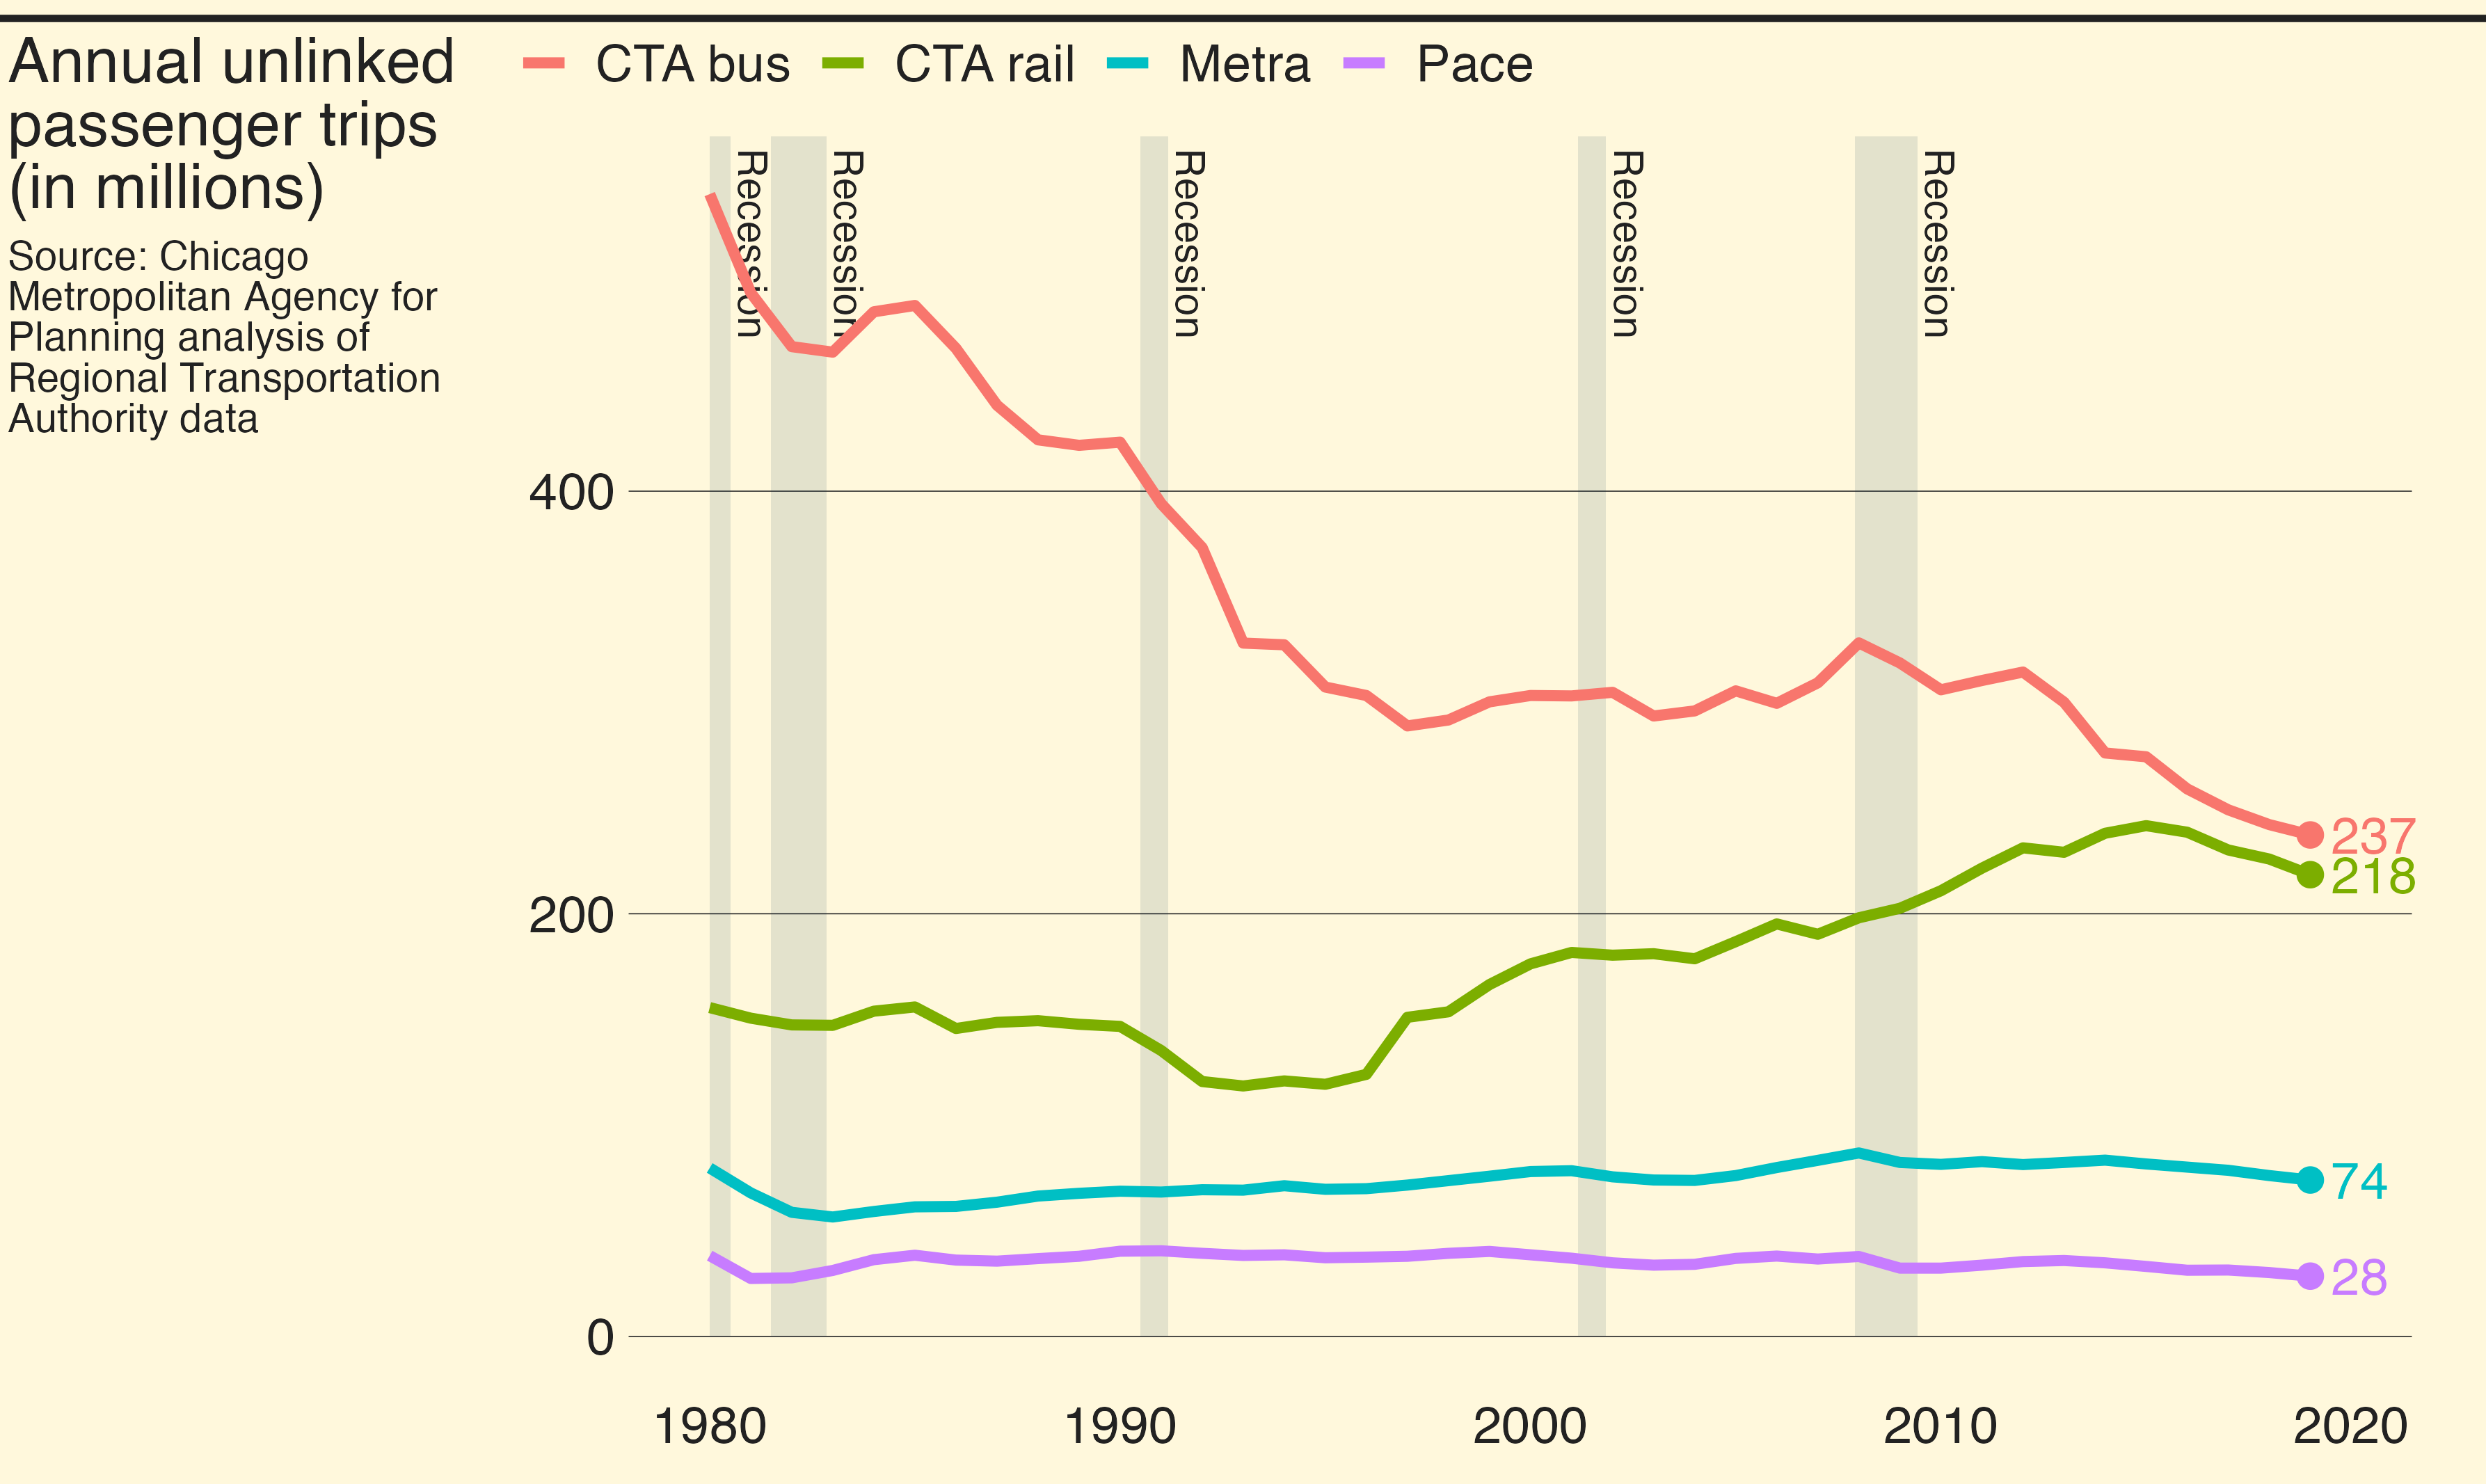 Annual unlinked
passenger trips
(in millions)
Source: Chicago
Metropolitan Agency for
Planning analysis of
Regional Transportation
Authority data
CTA bus CTA rail Metra Pace
Recession Recession Recession Recession Recession
400
200
0
237
218
74
28
1980 1990 2000 2010 2020